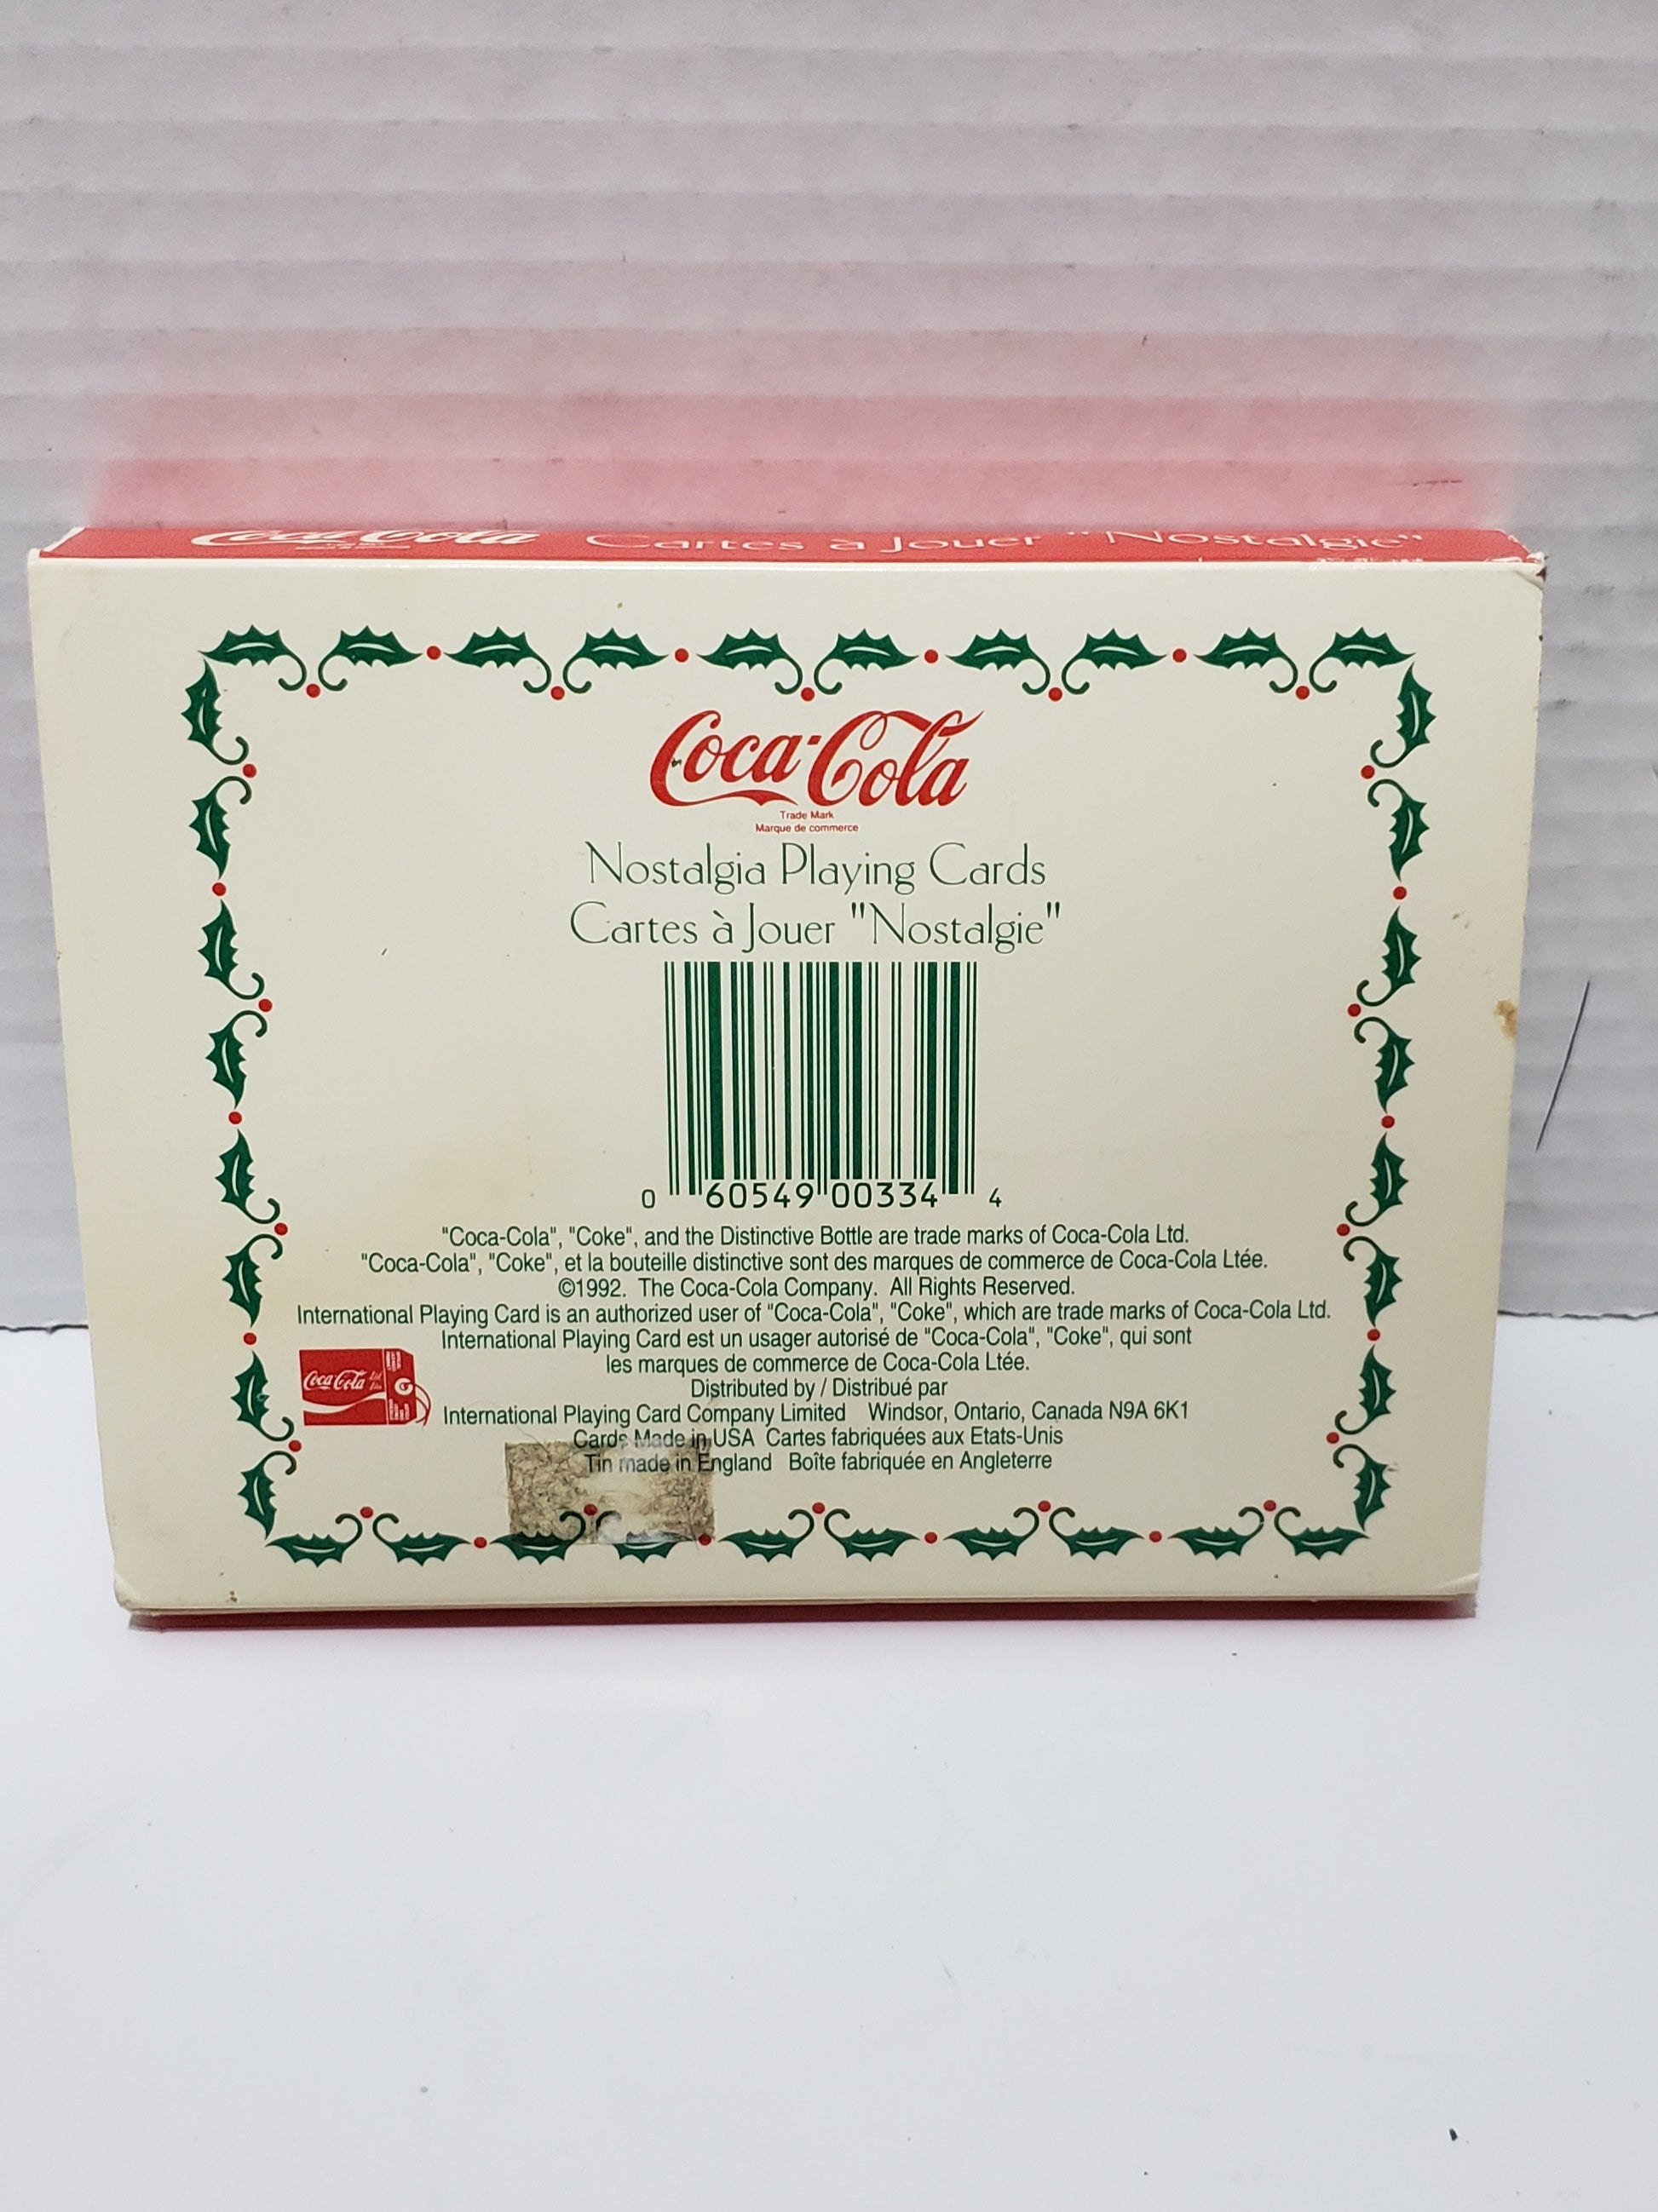 Coca-Cola Cartes à Jouer "Nostalgie"
Coca-Cola
Trade Mark
Marque de commerce
Nostalgia Playing Cards
Cartes à Jouer "Nostalgie"
0 60549 00334 4
"Coca-Cola", "Coke", and the Distinctive Bottle are trade marks of Coca-Cola Ltd.
"Coca-Cola", "Coke", et la bouteille distinctive sont des marques de commerce de Coca-Cola Ltée.
©1992. The Coca-Cola Company. All Rights Reserved.
International Playing Card is an authorized user of "Coca-Cola", "Coke", which are trade marks of Coca-Cola Ltd.
International Playing Card est un usager autorisé de "Coca-Cola", "Coke", qui sont
les marques de commerce de Coca-Cola Ltée.
Coca-Cola Ltd Ltée
Distributed by / Distribué par
International Playing Card Company Limited Windsor, Ontario, Canada N9A 6K1
Cards Made in USA Cartes fabriquées aux Etats-Unis
Tin made in England Boîte fabriquée en Angleterre